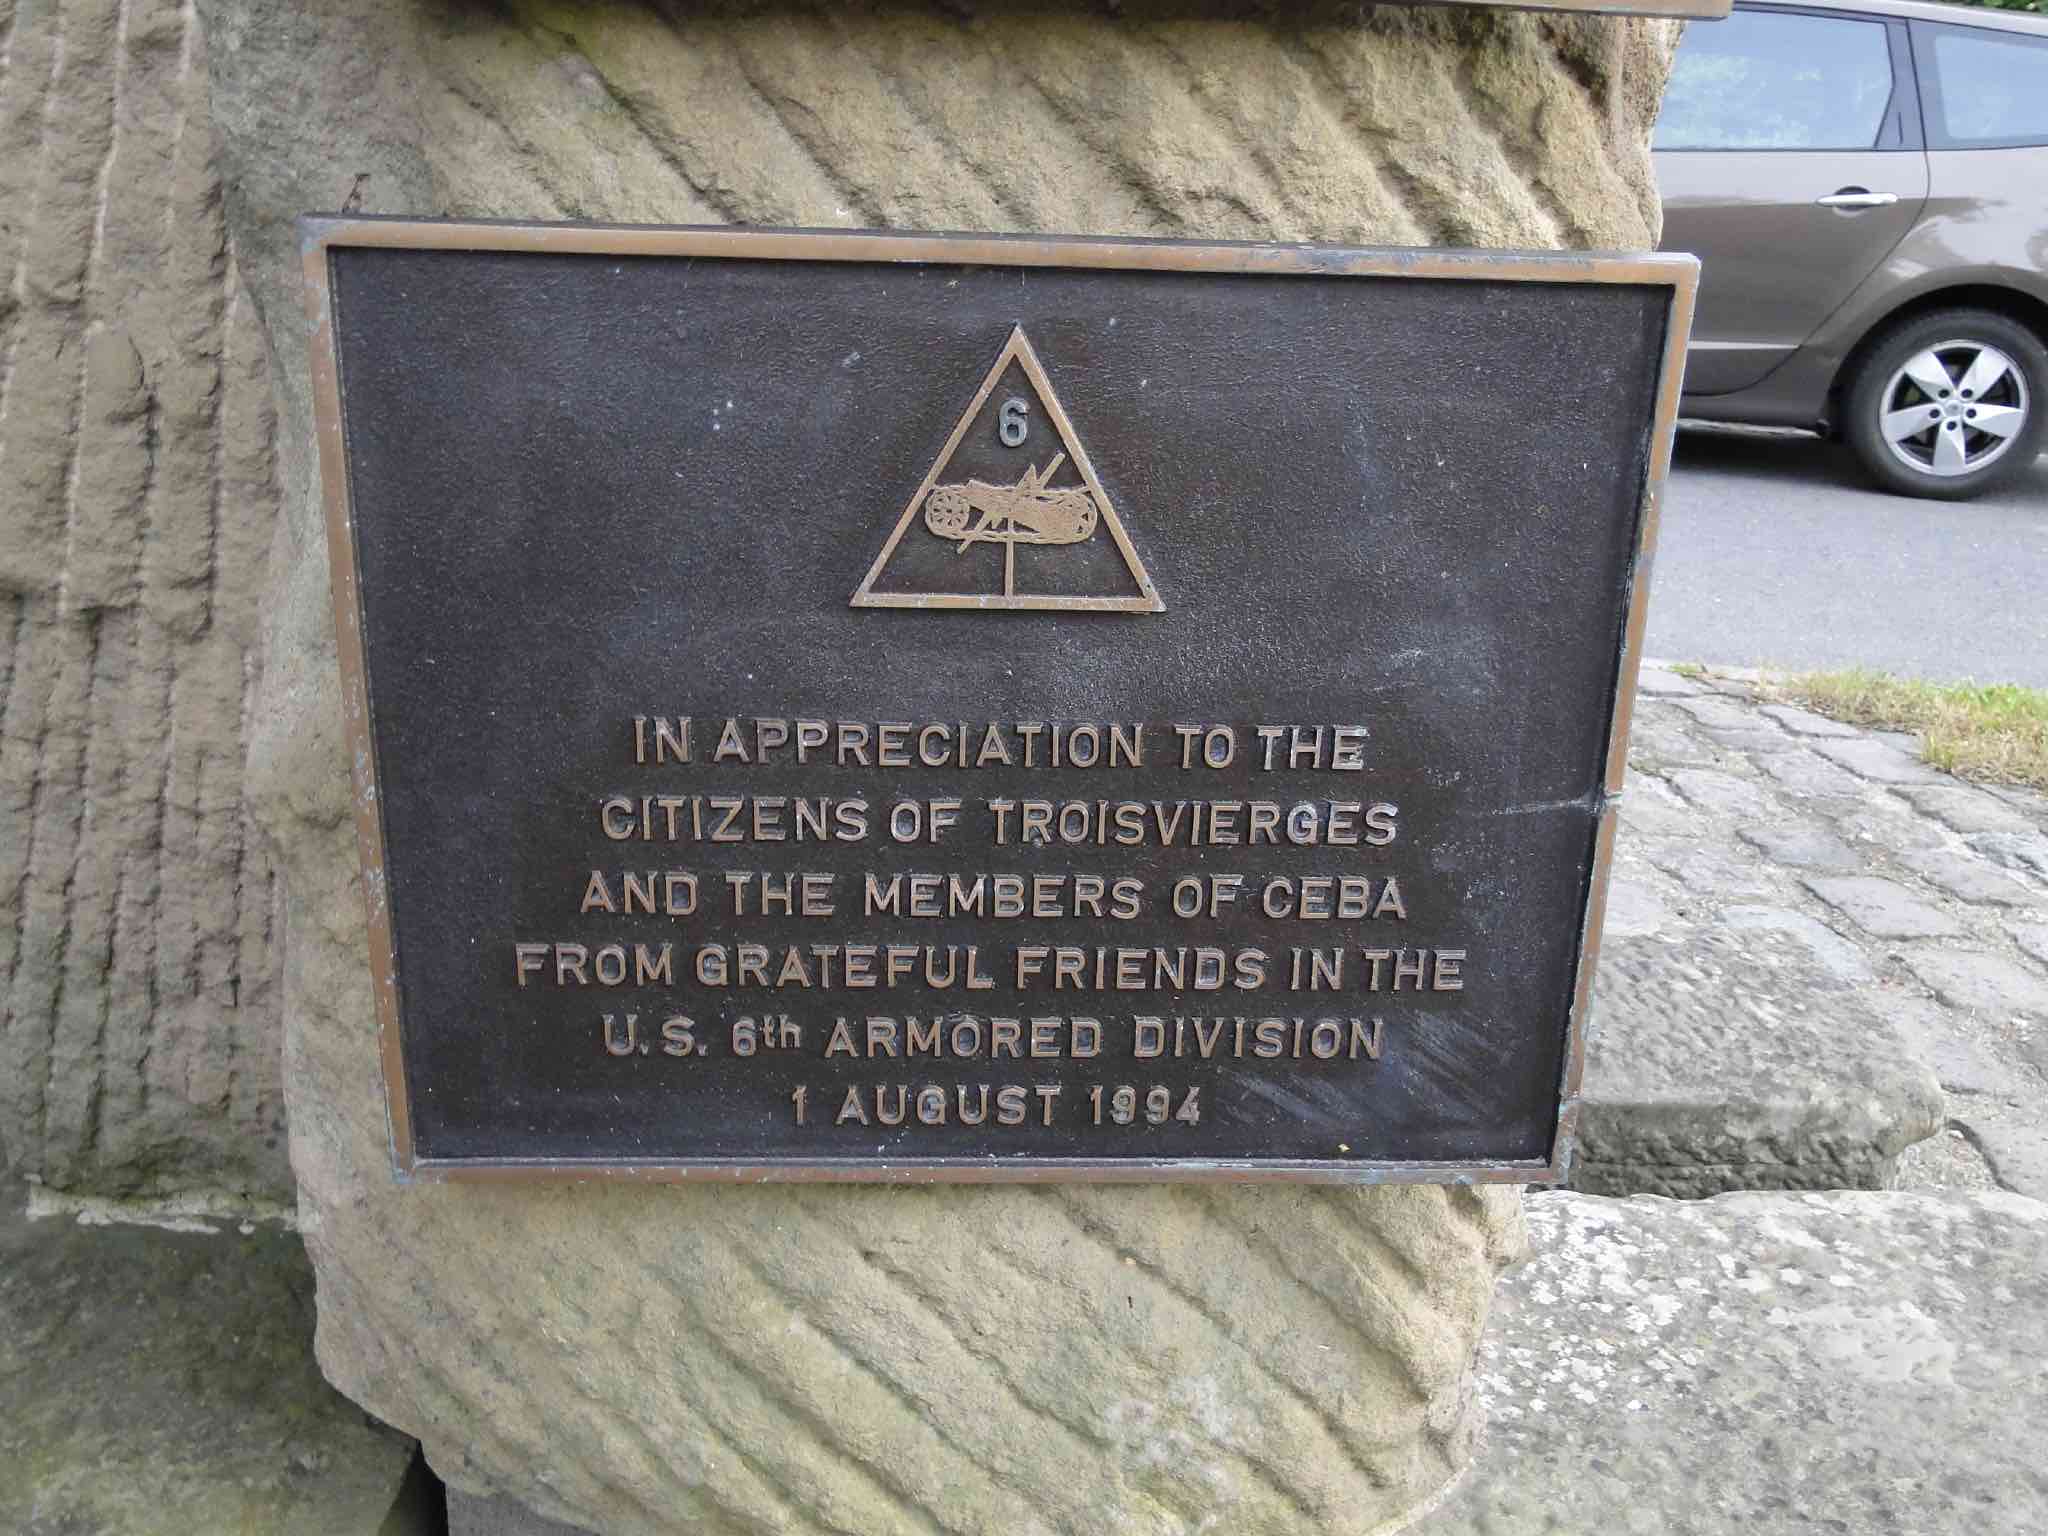 6
IN APPRECIATION TO THE
CITIZENS OF TROISVIERGES
AND THE MEMBERS OF CEBA
FROM GRATEFUL FRIENDS IN THE
U.S. 6th ARMORED DIVISION
1 AUGUST 1994